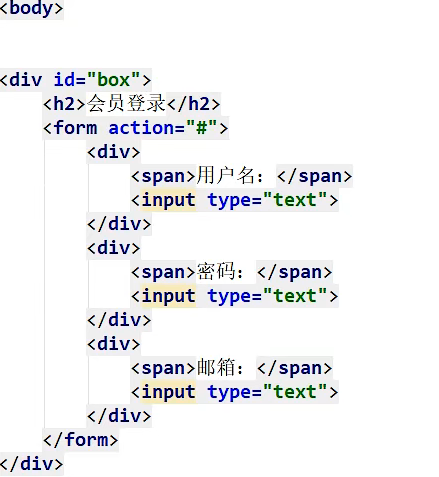 <body>
<div id="box">
<h2>会员登录</h2>
<form action="#">
<div>
<span>用户名：</span>
<input type="text">
</div>
<div>
<span>密码：</span>
<input type="text">
</div>
<div>
<span>邮箱：</span>
<input type="text">
</div>
</form>
</div>